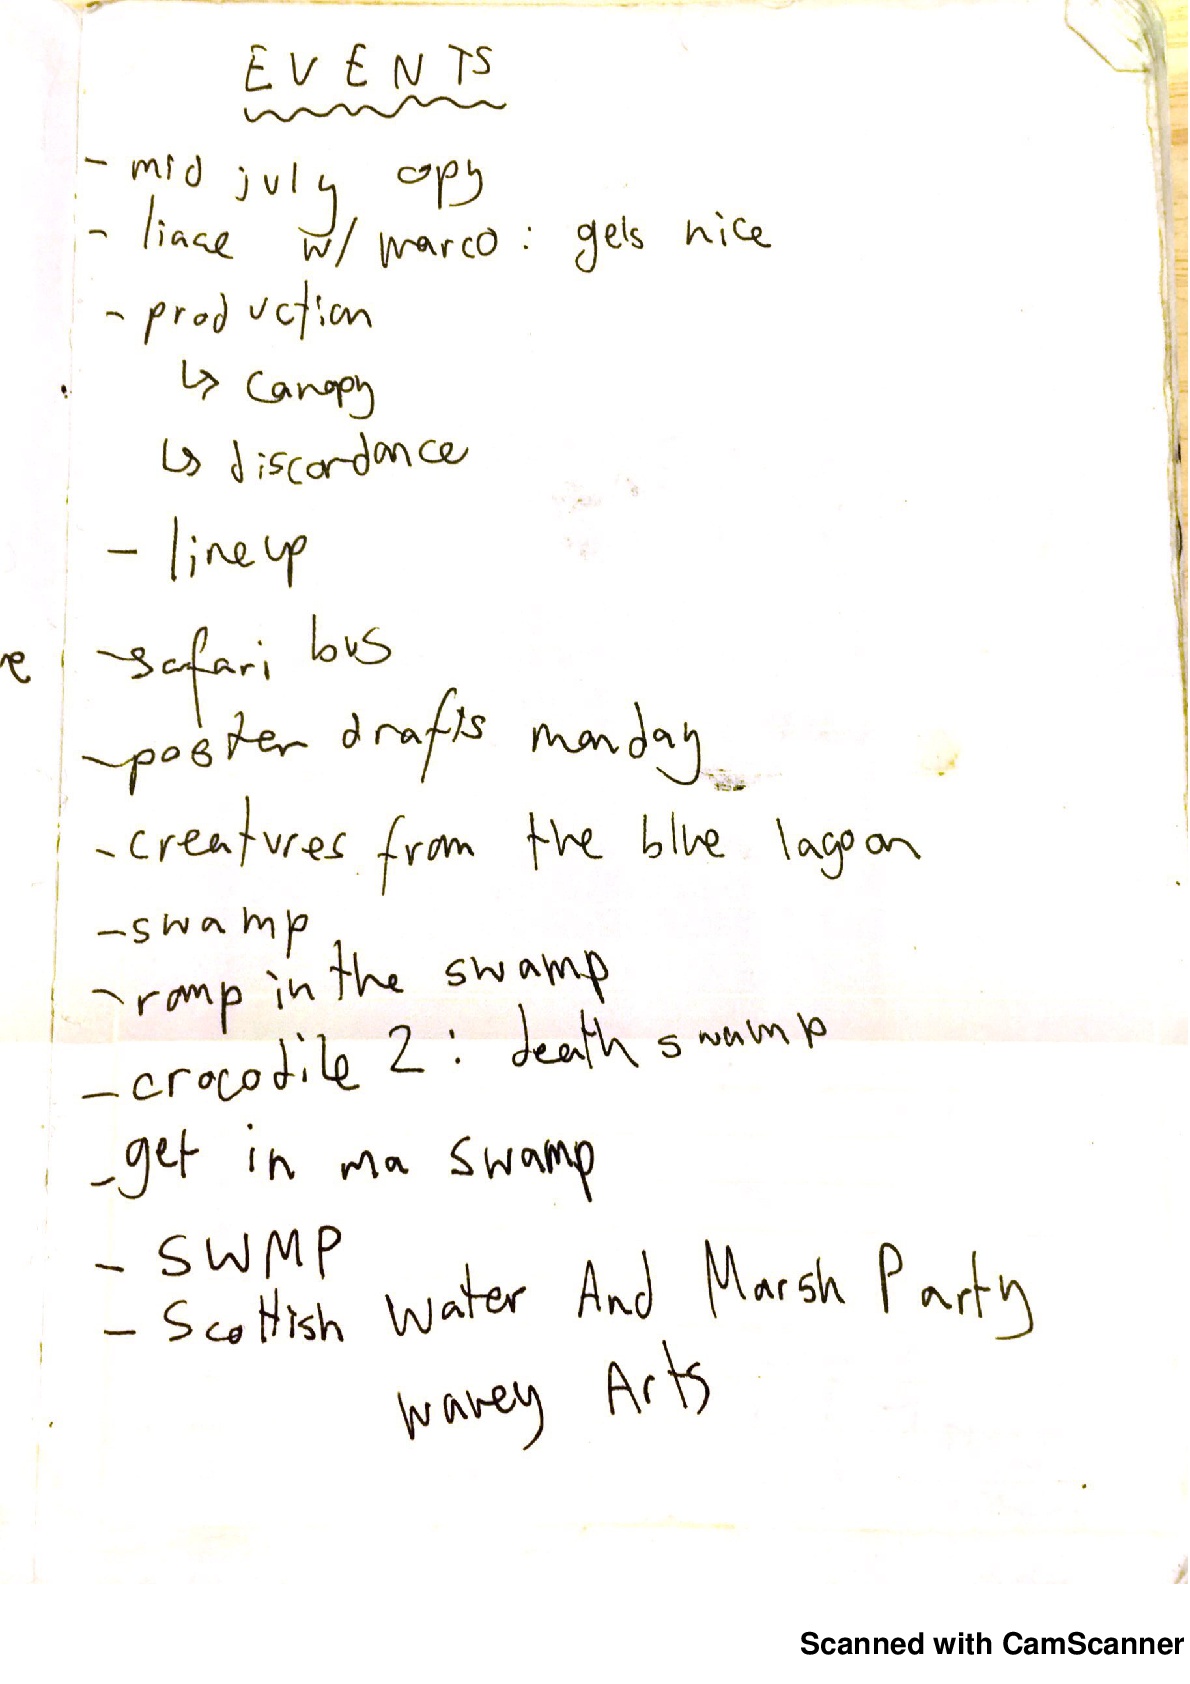 EVENTS
- mid july opy
- liase w/ marco: gels nice
- production
↳ canopy
↳ discordance
- lineup
- safari bus
- poster drafts monday
- creatures from the blue lagoon
- swamp
- romp in the swamp
- crocodile 2: death swamp
- get in ma swamp
- SWMP
- Scottish Water And Marsh Party
wavey Arts
Scanned with CamScanner